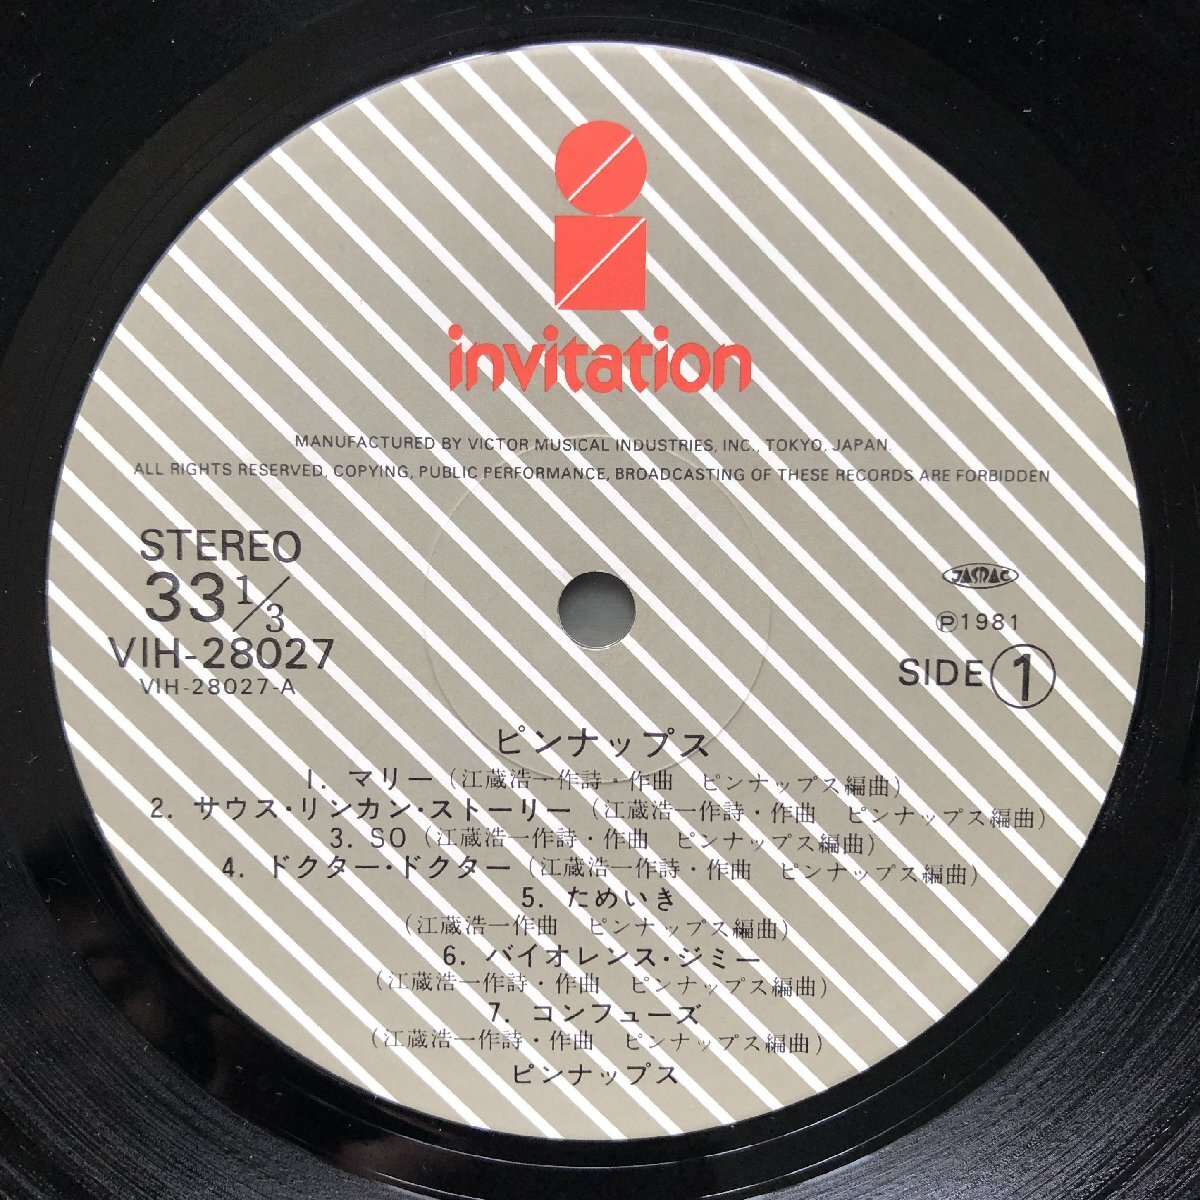 invitation
MANUFACTURED BY VICTOR MUSICAL INDUSTRIES, INC., TOKYO, JAPAN.
ALL RIGHTS RESERVED, COPYING, PUBLIC PERFORMANCE, BROADCASTING OF THESE RECORDS ARE FORBIDDEN
STEREO
33 1/3
VIH-28027
VIH-28027-A
JASRAC
Ⓟ1981
SIDE 1
ピンナップス
1. マリー (江蔵浩一作詩・作曲 ピンナップス編曲)
2. サウス・リンカン・ストーリー (江蔵浩一作詩・作曲 ピンナップス編曲)
3. SO (江蔵浩一作詩・作曲 ピンナップス編曲)
4. ドクター・ドクター (江蔵浩一作詩・作曲 ピンナップス編曲)
5. ためいき
(江蔵浩一作曲 ピンナップス編曲)
6. バイオレンス・ジミー
(江蔵浩一作詩・作曲 ピンナップス編曲)
7. コンフューズ
(江蔵浩一作詩・作曲 ピンナップス編曲)
ピンナップス